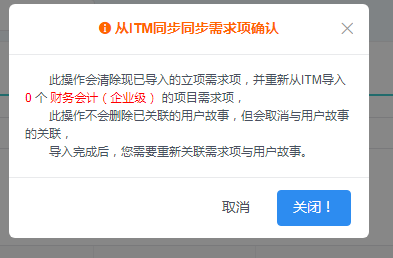 从ITM同步同步需求项确认
此操作会清除现已导入的立项需求项，并重新从ITM导入
0 个 财务会计（企业级） 的项目需求项，
此操作不会删除已关联的用户故事，但会取消与用户故事
的关联，
导入完成后，您需要重新关联需求项与用户故事。
取消 关闭！